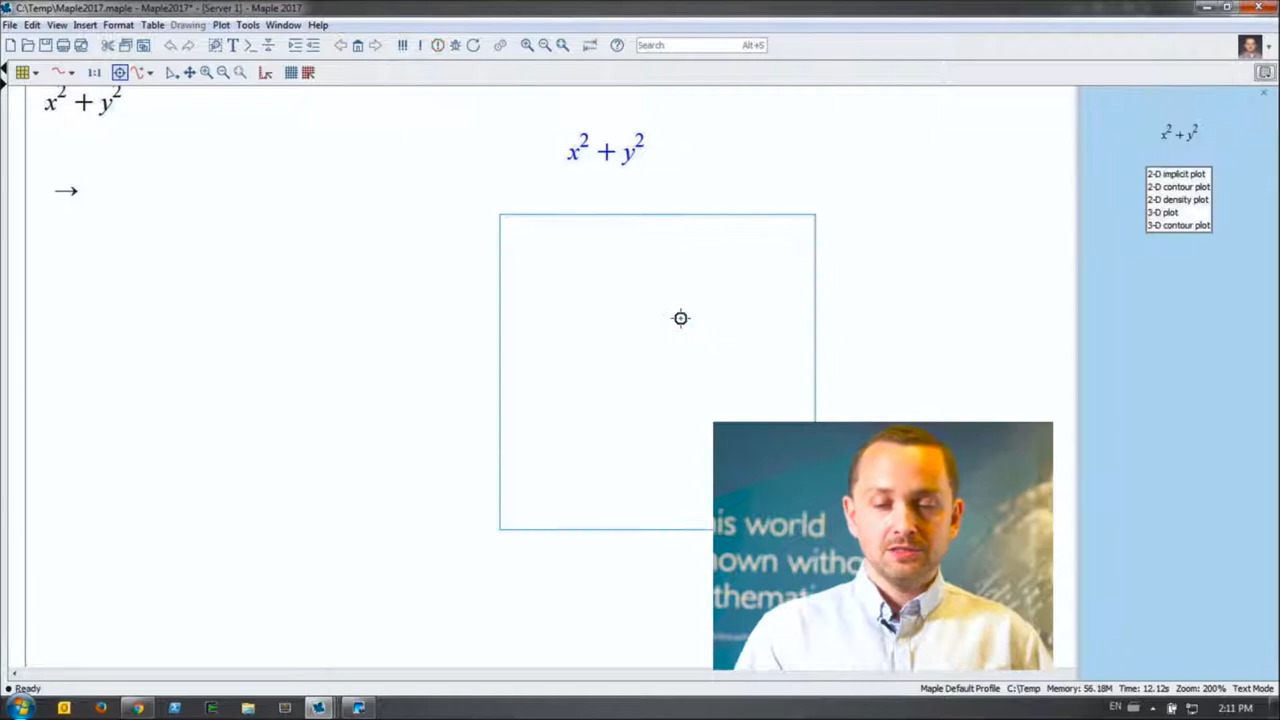 C:\Temp\Maple2017.maple - Maple2017* - [Server 1] - Maple 2017
File Edit View Insert Format Table Drawing Plot Tools Window Help
Search Alt+S
1:1
x² + y²
x² + y²
x² + y²
→
2-D implicit plot
2-D contour plot
2-D density plot
3-D plot
3-D contour plot
his world
nown witho
themati
Ready
Maple Default Profile C:\Temp Memory: 56.18M Time: 12.12s Zoom: 200% Text Mode
EN
2:11 PM